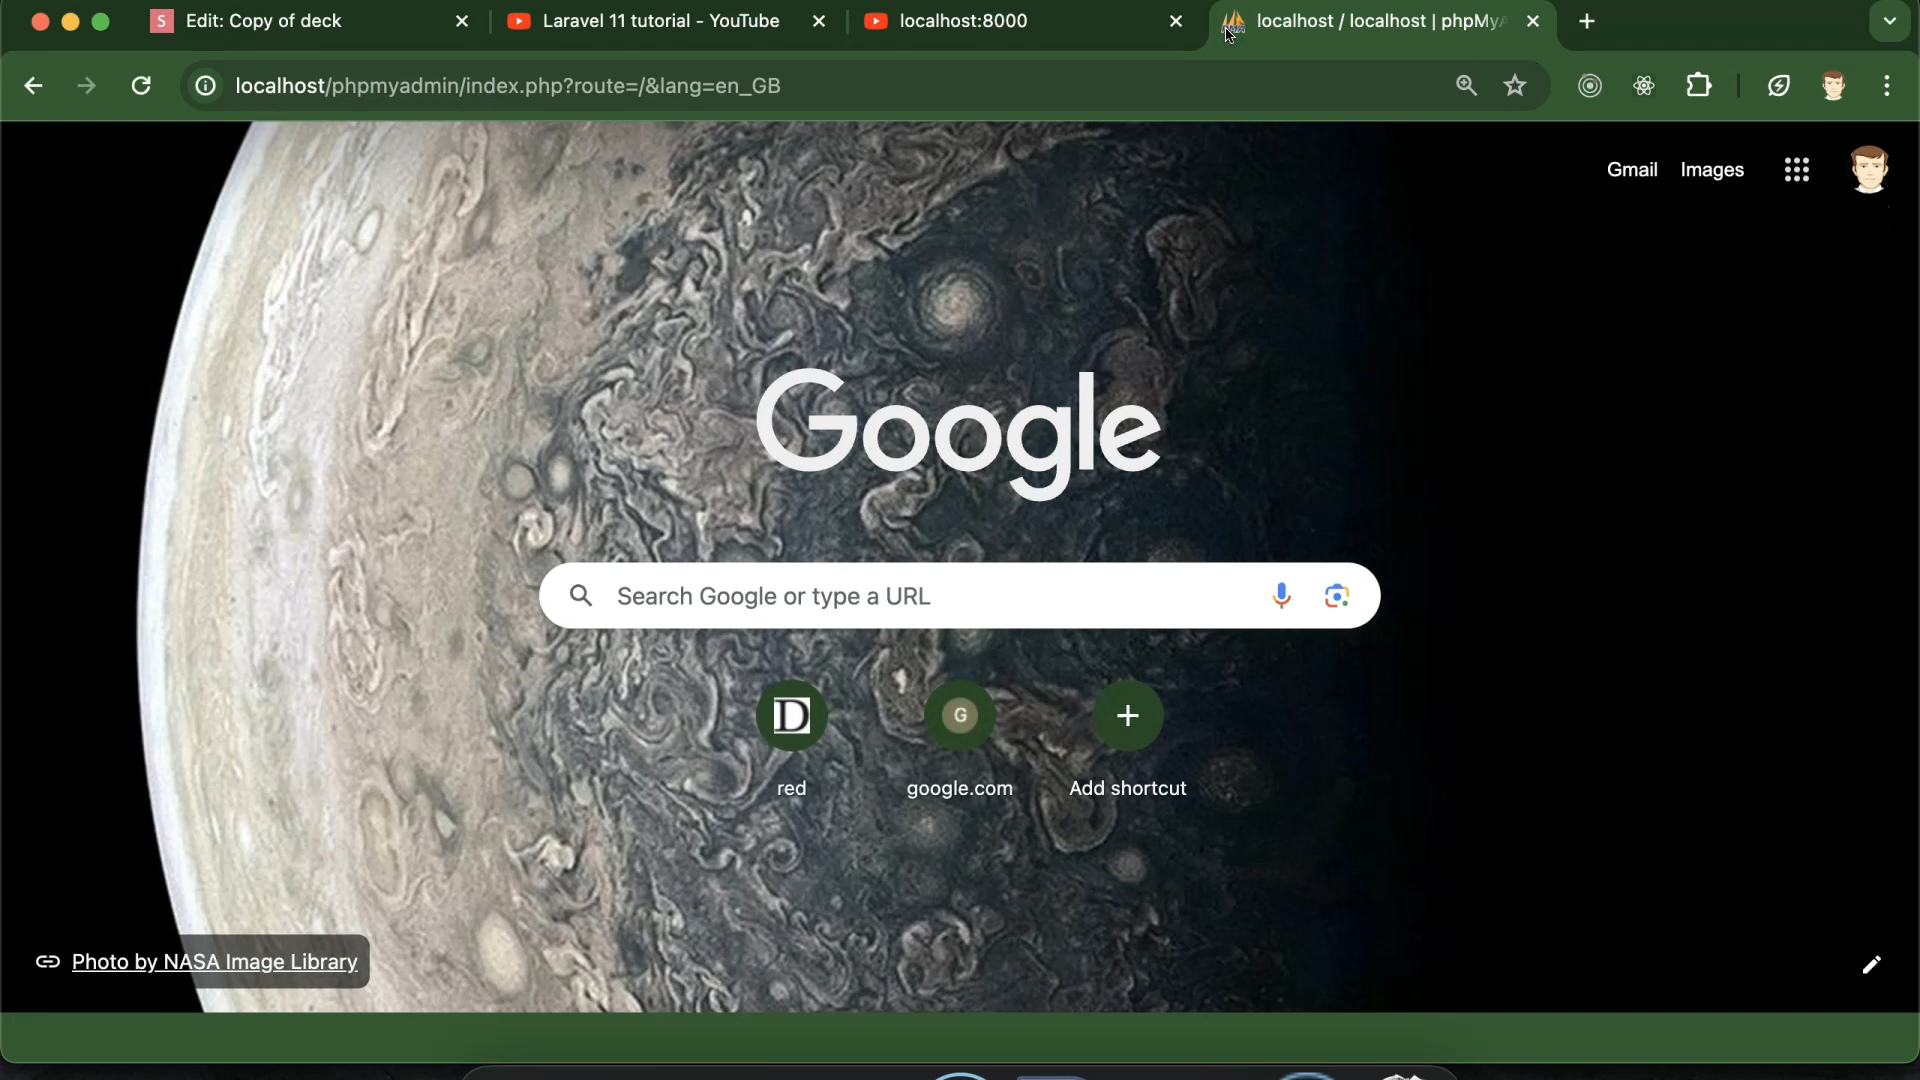 S Edit: Copy of deck
Laravel 11 tutorial - YouTube
localhost:8000
localhost / localhost | phpMyA
localhost/phpmyadmin/index.php?route=/&lang=en_GB
Gmail Images
Google
Search Google or type a URL
D
G
red
google.com
Add shortcut
Photo by NASA Image Library